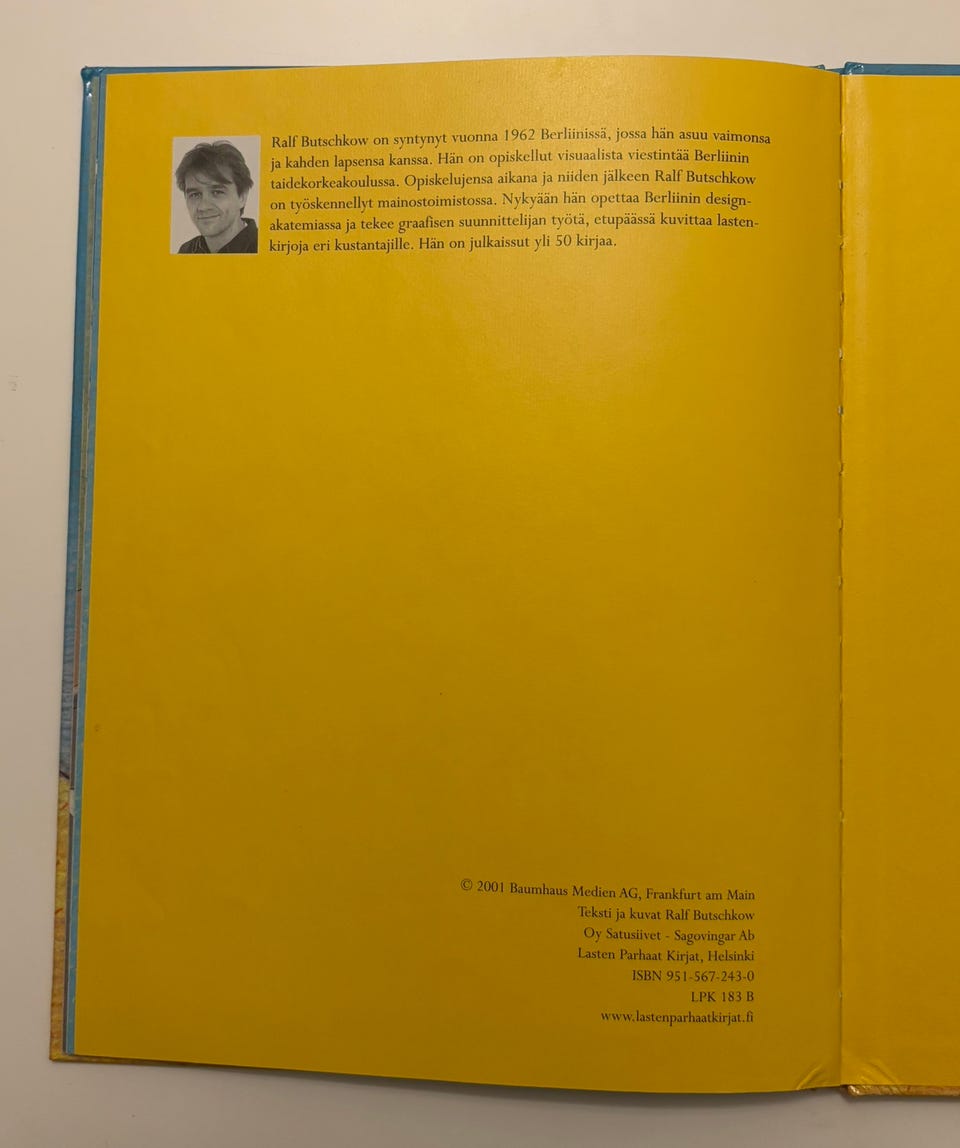 Ralf Butschkow on syntynyt vuonna 1962 Berliinissä, jossa hän asuu vaimonsa
ja kahden lapsensa kanssa. Hän on opiskellut visuaalista viestintää Berliinin
taidekorkeakoulussa. Opiskelujensa aikana ja niiden jälkeen Ralf Butschkow
on työskennellyt mainostoimistossa. Nykyään hän opettaa Berliinin design-
akatemiassa ja tekee graafisen suunnittelijan työtä, etupäässä kuvittaa lasten-
kirjoja eri kustantajille. Hän on julkaissut yli 50 kirjaa.
© 2001 Baumhaus Medien AG, Frankfurt am Main
Teksti ja kuvat Ralf Butschkow
Oy Satusiivet - Sagovingar Ab
Lasten Parhaat Kirjat, Helsinki
ISBN 951-567-243-0
LPK 183 B
www.lastenparhaatkirjat.fi